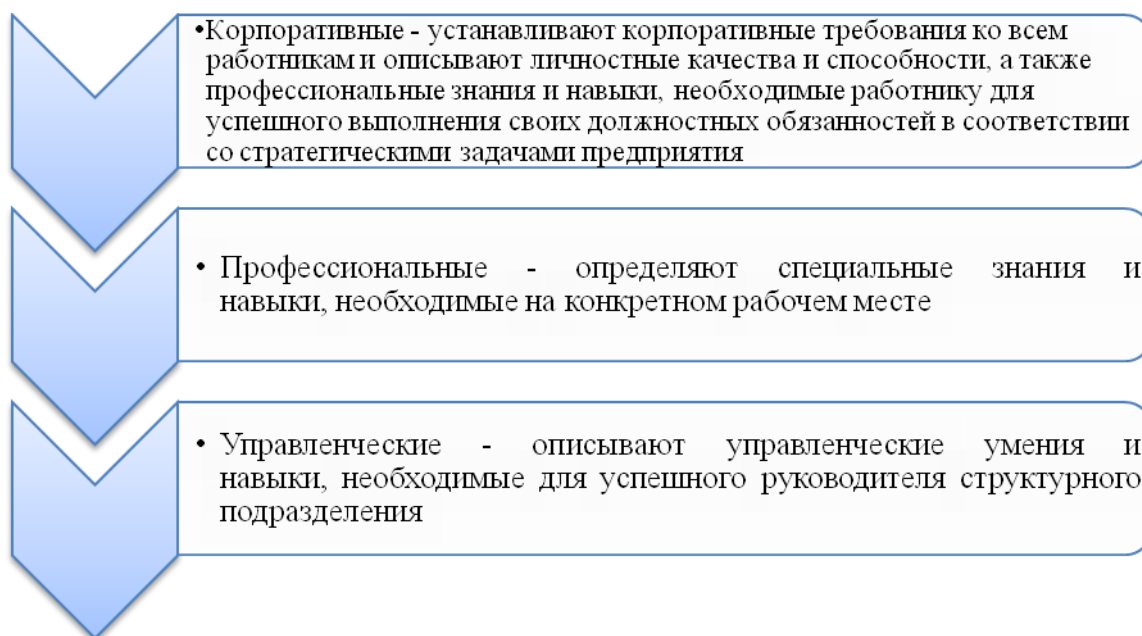 •Корпоративные - устанавливают корпоративные требования ко всем
работникам и описывают личностные качества и способности, а также
профессиональные знания и навыки, необходимые работнику для
успешного выполнения своих должностных обязанностей в соответствии
со стратегическими задачами предприятия
• Профессиональные - определяют специальные знания и
навыки, необходимые на конкретном рабочем месте
• Управленческие - описывают управленческие умения и
навыки, необходимые для успешного руководителя структурного
подразделения